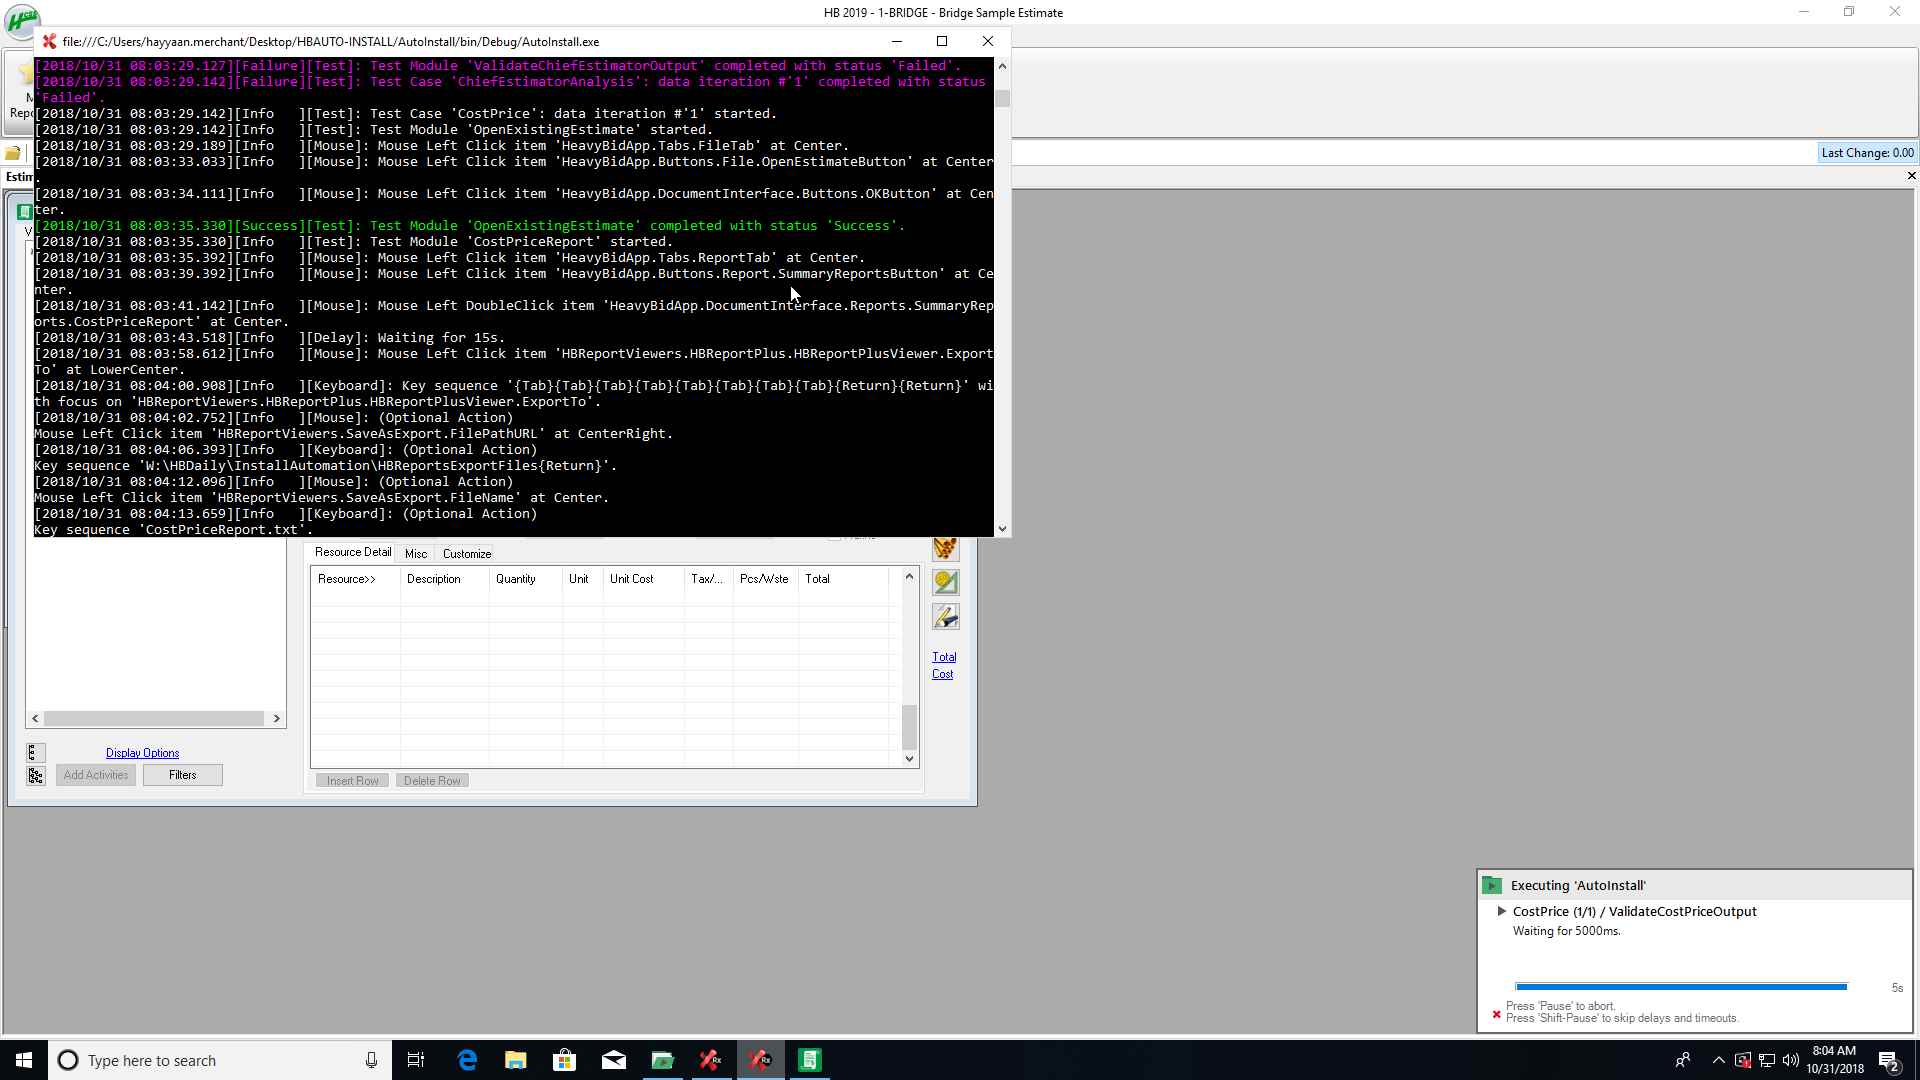 HB 2019 - 1-BRIDGE - Bridge Sample Estimate
file:///C:/Users/hayyaan.merchant/Desktop/HBAUTO-INSTALL/AutoInstall/bin/Debug/AutoInstall.exe
[2018/10/31 08:03:29.127][Failure][Test]: Test Module 'ValidateChiefEstimatorOutput' completed with status 'Failed'.
[2018/10/31 08:03:29.142][Failure][Test]: Test Case 'ChiefEstimatorAnalysis': data iteration #'1' completed with status
'Failed'.
[2018/10/31 08:03:29.142][Info   ][Test]: Test Case 'CostPrice': data iteration #'1' started.
[2018/10/31 08:03:29.142][Info   ][Test]: Test Module 'OpenExistingEstimate' started.
[2018/10/31 08:03:29.189][Info   ][Mouse]: Mouse Left Click item 'HeavyBidApp.Tabs.FileTab' at Center.
[2018/10/31 08:03:33.033][Info   ][Mouse]: Mouse Left Click item 'HeavyBidApp.Buttons.File.OpenEstimateButton' at Center
.
[2018/10/31 08:03:34.111][Info   ][Mouse]: Mouse Left Click item 'HeavyBidApp.DocumentInterface.Buttons.OKButton' at Cen
ter.
[2018/10/31 08:03:35.330][Success][Test]: Test Module 'OpenExistingEstimate' completed with status 'Success'.
[2018/10/31 08:03:35.330][Info   ][Test]: Test Module 'CostPriceReport' started.
[2018/10/31 08:03:35.392][Info   ][Mouse]: Mouse Left Click item 'HeavyBidApp.Tabs.ReportTab' at Center.
[2018/10/31 08:03:39.392][Info   ][Mouse]: Mouse Left Click item 'HeavyBidApp.Buttons.Report.SummaryReportsButton' at Ce
nter.
[2018/10/31 08:03:41.142][Info   ][Mouse]: Mouse Left DoubleClick item 'HeavyBidApp.DocumentInterface.Reports.SummaryRep
orts.CostPriceReport' at Center.
[2018/10/31 08:03:43.518][Info   ][Delay]: Waiting for 15s.
[2018/10/31 08:03:58.612][Info   ][Mouse]: Mouse Left Click item 'HBReportViewers.HBReportPlus.HBReportPlusViewer.Export
To' at LowerCenter.
[2018/10/31 08:04:00.908][Info   ][Keyboard]: Key sequence '{Tab}{Tab}{Tab}{Tab}{Tab}{Tab}{Tab}{Tab}{Return}{Return}' wi
th focus on 'HBReportViewers.HBReportPlus.HBReportPlusViewer.ExportTo'.
[2018/10/31 08:04:02.752][Info   ][Mouse]: (Optional Action)
Mouse Left Click item 'HBReportViewers.SaveAsExport.FilePathURL' at CenterRight.
[2018/10/31 08:04:06.393][Info   ][Keyboard]: (Optional Action)
Key sequence 'W:\HBDaily\InstallAutomation\HBReportsExportFiles{Return}'.
[2018/10/31 08:04:12.096][Info   ][Mouse]: (Optional Action)
Mouse Left Click item 'HBReportViewers.SaveAsExport.FileName' at Center.
[2018/10/31 08:04:13.659][Info   ][Keyboard]: (Optional Action)
Key sequence 'CostPriceReport.txt'.
Last Change: 0.00
Resource Detail Misc Customize
Resource>> Description Quantity Unit Unit Cost Tax/... Pcs/Wste Total
Total
Cost
Display Options
Add Activities Filters
Insert Row Delete Row
Executing 'AutoInstall'
CostPrice (1/1) / ValidateCostPriceOutput
Waiting for 5000ms.
5s
Press 'Pause' to abort.
Press 'Shift-Pause' to skip delays and timeouts.
Type here to search
8:04 AM
10/31/2018
2